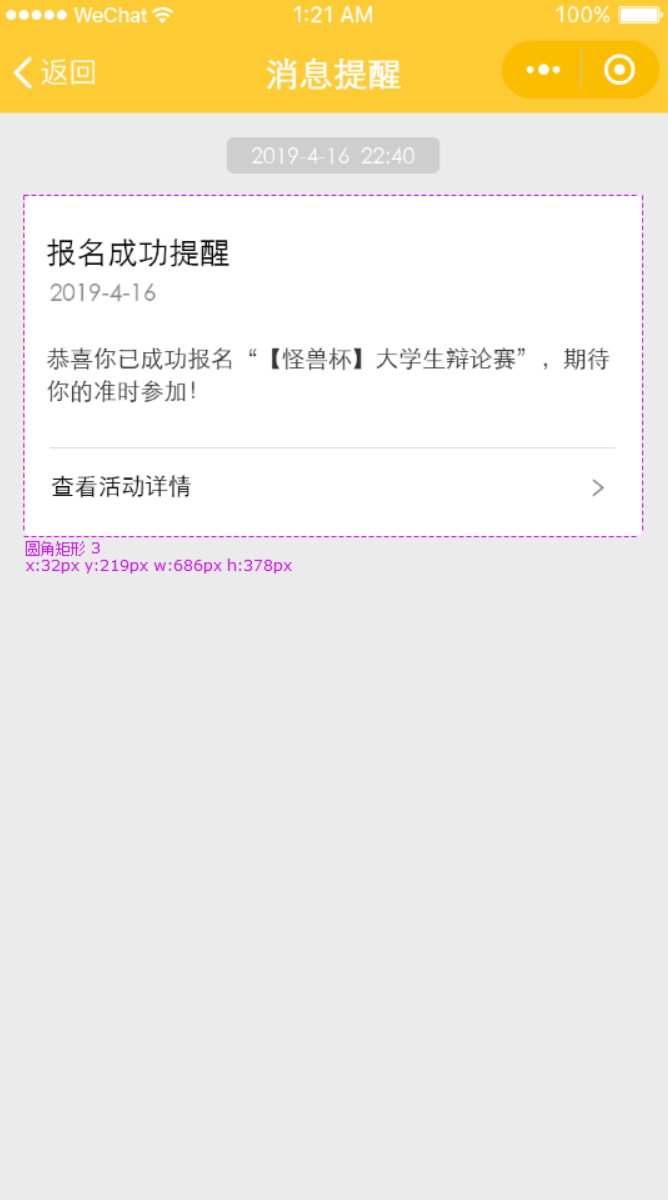 WeChat 1:21 AM 100%
返回 消息提醒
2019-4-16 22:40
报名成功提醒
2019-4-16
恭喜你已成功报名“【怪兽杯】大学生辩论赛”，期待
你的准时参加！
查看活动详情
圆角矩形 3
x:32px y:219px w:686px h:378px